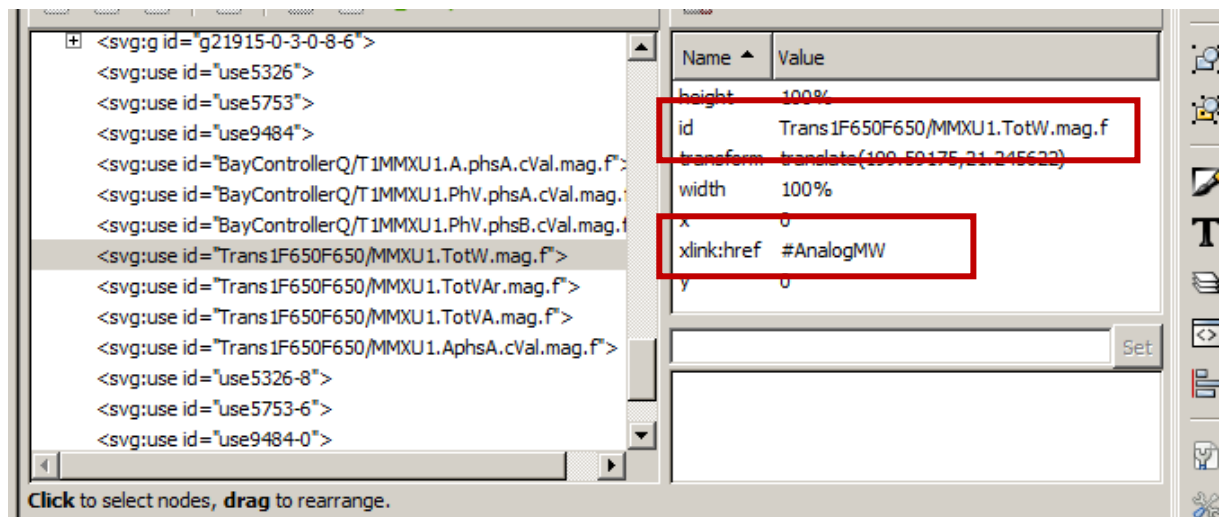 <svg:g id="g21915-0-3-0-8-6">
<svg:use id="use5326">
<svg:use id="use5753">
<svg:use id="use9484">
<svg:use id="BayControllerQ/T1MMXU1.A.phsA.cVal.mag.f">
<svg:use id="BayControllerQ/T1MMXU1.PhV.phsA.cVal.mag.
<svg:use id="BayControllerQ/T1MMXU1.PhV.phsB.cVal.mag.f
<svg:use id="Trans1F650F650/MMXU1.TotW.mag.f">
<svg:use id="Trans1F650F650/MMXU1.TotVAr.mag.f">
<svg:use id="Trans1F650F650/MMXU1.TotVA.mag.f">
<svg:use id="Trans1F650F650/MMXU1.AphsA.cVal.mag.f">
<svg:use id="use5326-8">
<svg:use id="use5753-6">
<svg:use id="use9484-0">
Click to select nodes, drag to rearrange.
Name Value
height 100%
id Trans1F650F650/MMXU1.TotW.mag.f
transform translate(199.59175,21.245622)
width 100%
x 0
xlink:href #AnalogMW
y 0
Set